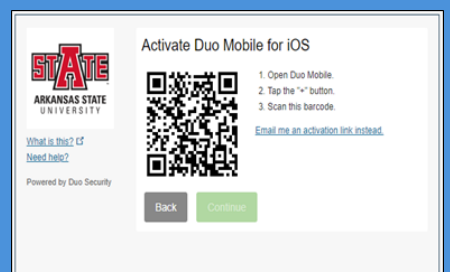 STATE
ARKANSAS STATE
UNIVERSITY
What is this?
Need help?
Powered by Duo Security
Activate Duo Mobile for iOS
1. Open Duo Mobile.
2. Tap the "+" button.
3. Scan this barcode.
Email me an activation link instead.
Back
Continue